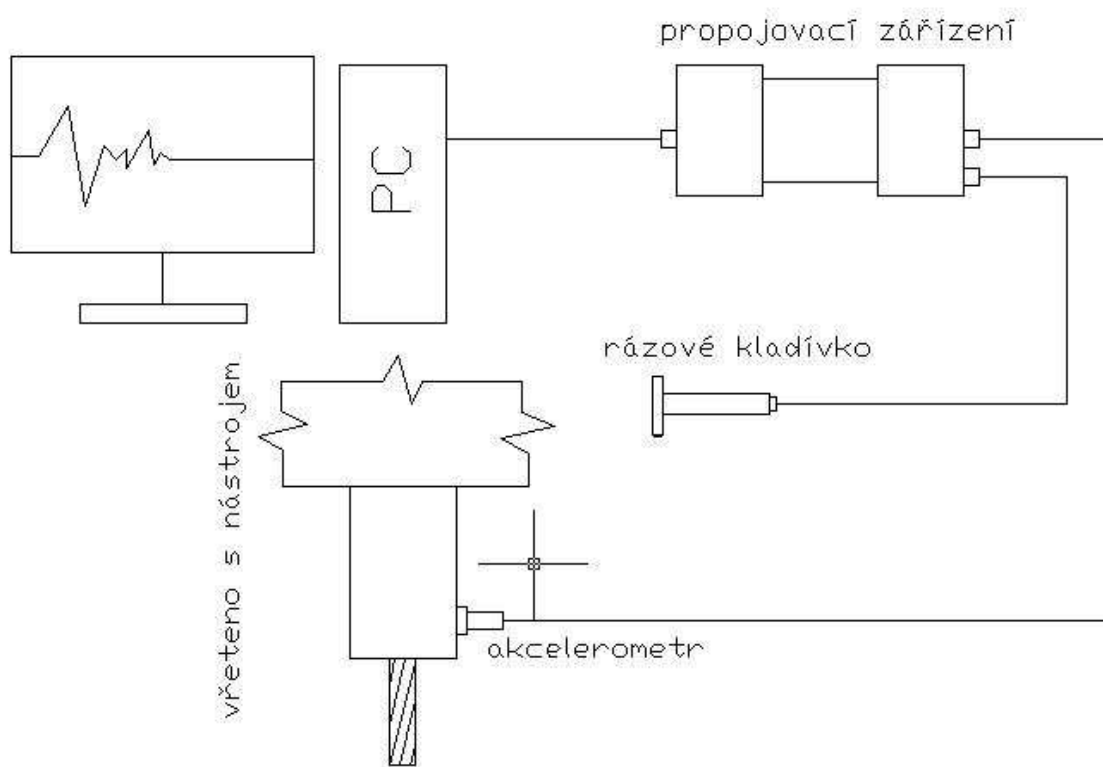 propojovací zářízení
PC
rázové kladívko
vřeteno s nástrojem
akcelerometr